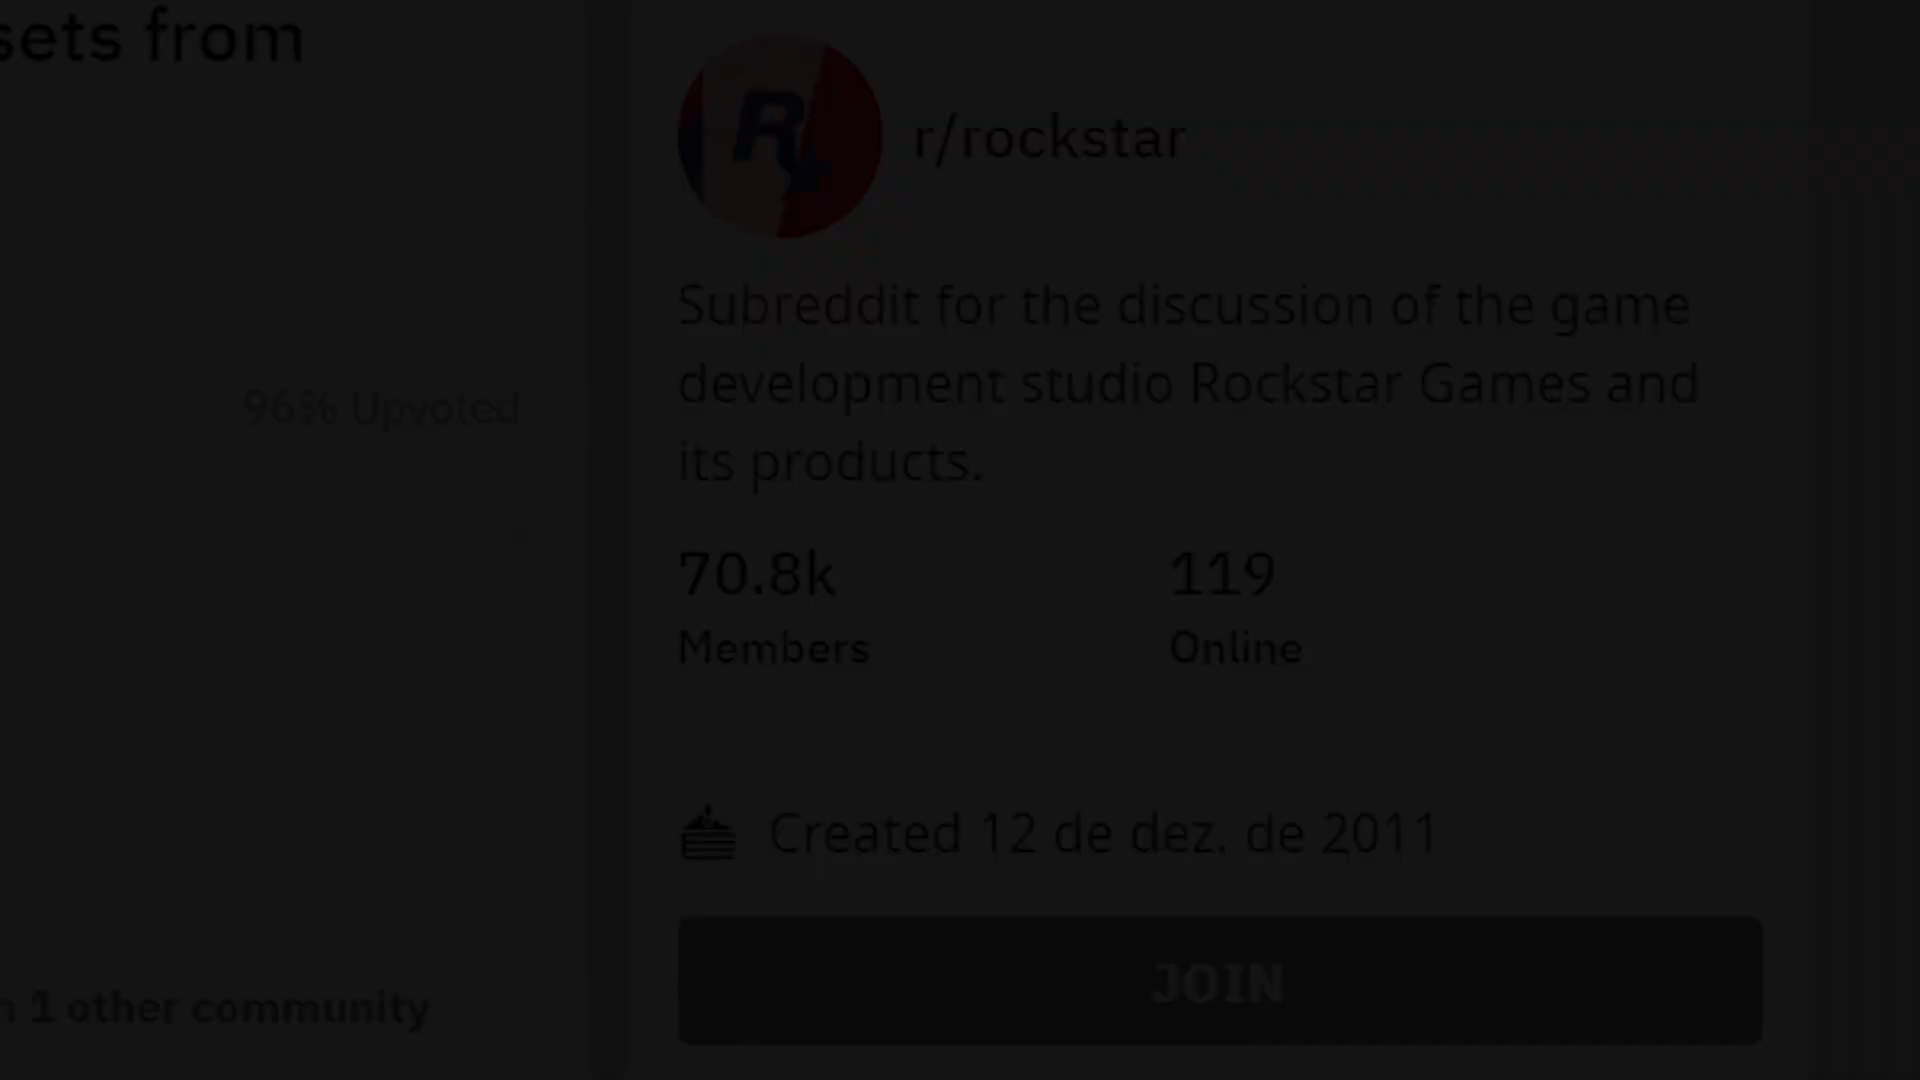 sets from
96% Upvoted
1 other community
R
r/rockstar
Subreddit for the discussion of the game
development studio Rockstar Games and
its products.
70.8k
119
Members
Online
Created 12 de dez. de 2011
JOIN